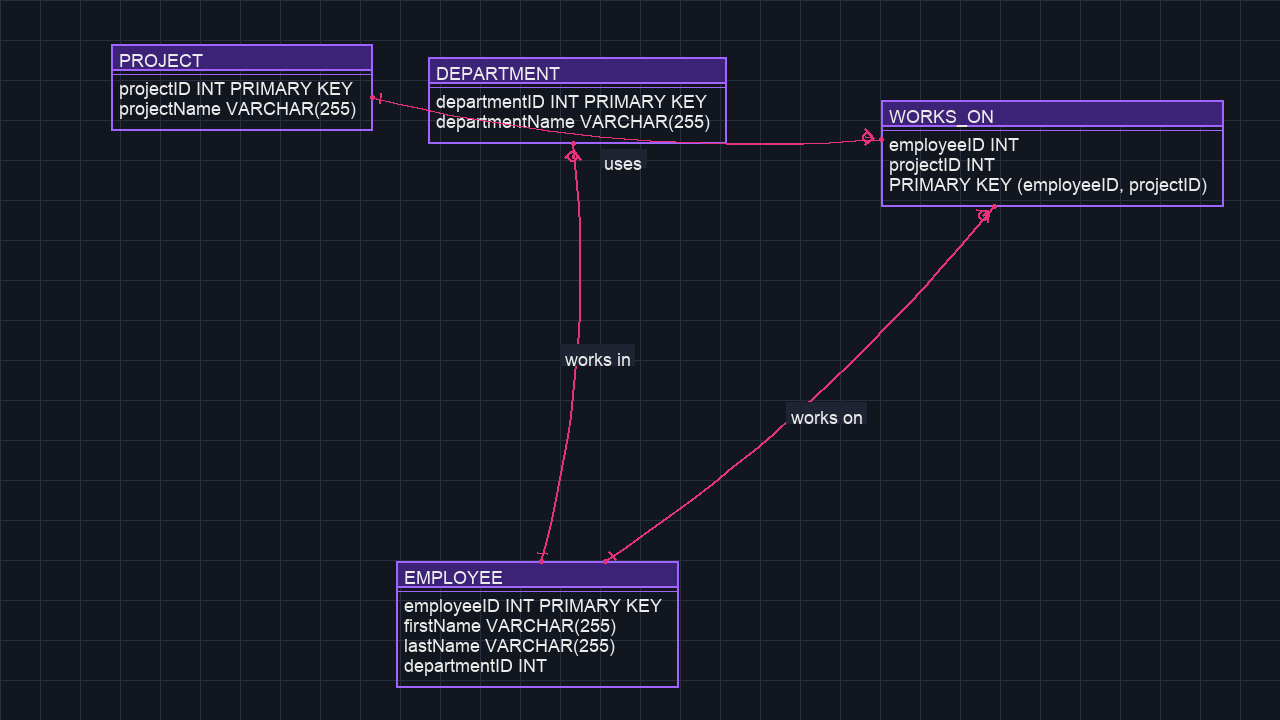 PROJECT
projectID INT PRIMARY KEY
projectName VARCHAR(255)
DEPARTMENT
departmentID INT PRIMARY KEY
departmentName VARCHAR(255)
WORKS_ON
employeeID INT
projectID INT
PRIMARY KEY (employeeID, projectID)
uses
works in
works on
EMPLOYEE
employeeID INT PRIMARY KEY
firstName VARCHAR(255)
lastName VARCHAR(255)
departmentID INT